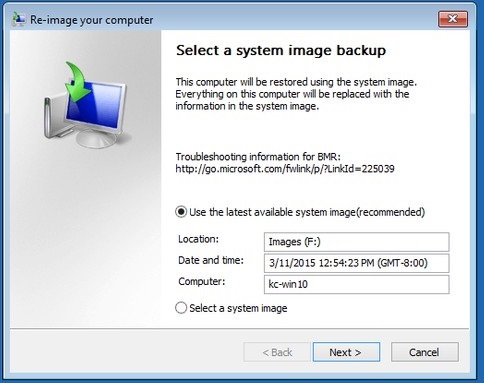 Re-image your computer
Select a system image backup
This computer will be restored using the system image.
Everything on this computer will be replaced with the
information in the system image.
Troubleshooting information for BMR:
http://go.microsoft.com/fwlink/p/?LinkId=225039
Use the latest available system image(recommended)
Location: Images (F:)
Date and time: 3/11/2015 12:54:23 PM (GMT-8:00)
Computer: kc-win10
Select a system image
< Back Next > Cancel